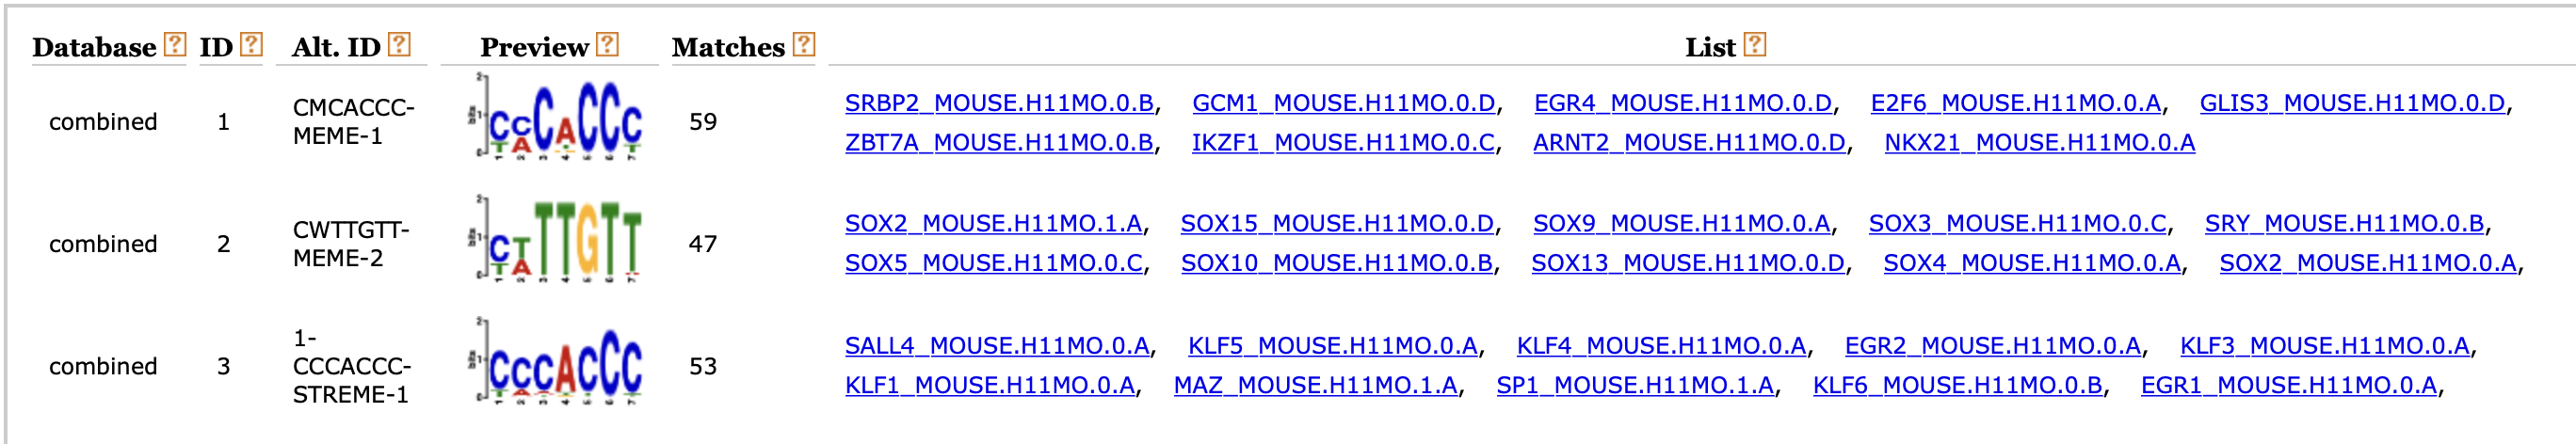 Database ? ID ? Alt. ID ? Preview ? Matches ? List ?
combined 1 CMCACCC-MEME-1 59 SRBP2_MOUSE.H11MO.0.B, GCM1_MOUSE.H11MO.0.D, EGR4_MOUSE.H11MO.0.D, E2F6_MOUSE.H11MO.0.A, GLIS3_MOUSE.H11MO.0.D,
ZBT7A_MOUSE.H11MO.0.B, IKZF1_MOUSE.H11MO.0.C, ARNT2_MOUSE.H11MO.0.D, NKX21_MOUSE.H11MO.0.A
combined 2 CWTTGTT-MEME-2 47 SOX2_MOUSE.H11MO.1.A, SOX15_MOUSE.H11MO.0.D, SOX9_MOUSE.H11MO.0.A, SOX3_MOUSE.H11MO.0.C, SRY_MOUSE.H11MO.0.B,
SOX5_MOUSE.H11MO.0.C, SOX10_MOUSE.H11MO.0.B, SOX13_MOUSE.H11MO.0.D, SOX4_MOUSE.H11MO.0.A, SOX2_MOUSE.H11MO.0.A,
combined 3 1-CCCACCC-STREME-1 53 SALL4_MOUSE.H11MO.0.A, KLF5_MOUSE.H11MO.0.A, KLF4_MOUSE.H11MO.0.A, EGR2_MOUSE.H11MO.0.A, KLF3_MOUSE.H11MO.0.A,
KLF1_MOUSE.H11MO.0.A, MAZ_MOUSE.H11MO.1.A, SP1_MOUSE.H11MO.1.A, KLF6_MOUSE.H11MO.0.B, EGR1_MOUSE.H11MO.0.A,